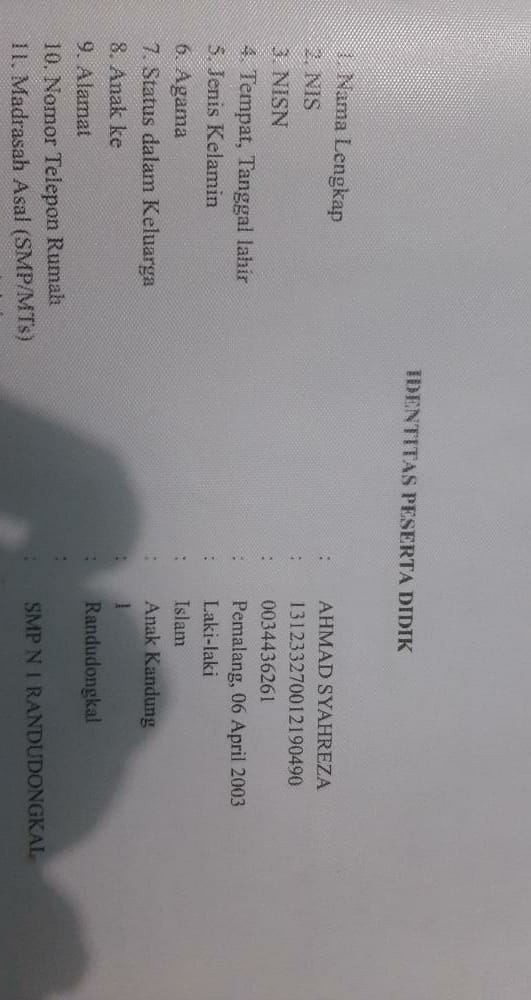 IDENTITAS PESERTA DIDIK
1. Nama Lengkap : AHMAD SYAHREZA
2. NIS : 131233270012190490
3. NISN : 0034436261
4. Tempat, Tanggal lahir : Pemalang, 06 April 2003
5. Jenis Kelamin : Laki-laki
6. Agama : Islam
7. Status dalam Keluarga : Anak Kandung
8. Anak ke : 1
9. Alamat : Randudongkal
10. Nomor Telepon Rumah :
11. Madrasah Asal (SMP/MTs) : SMP N 1 RANDUDONGKAL